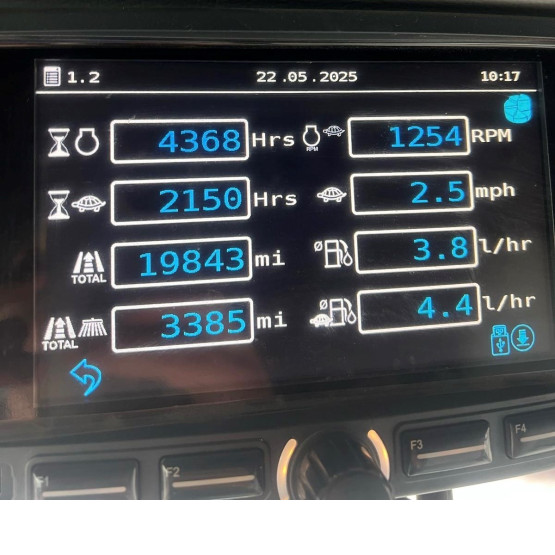 1.2 22.05.2025 10:17
4368 Hrs RPM 1254 RPM
2150 Hrs 2.5 mph
TOTAL 19843 mi Ø 3.8 l/hr
TOTAL 3385 mi Ø 4.4 l/hr
F1 F2 F3 F4